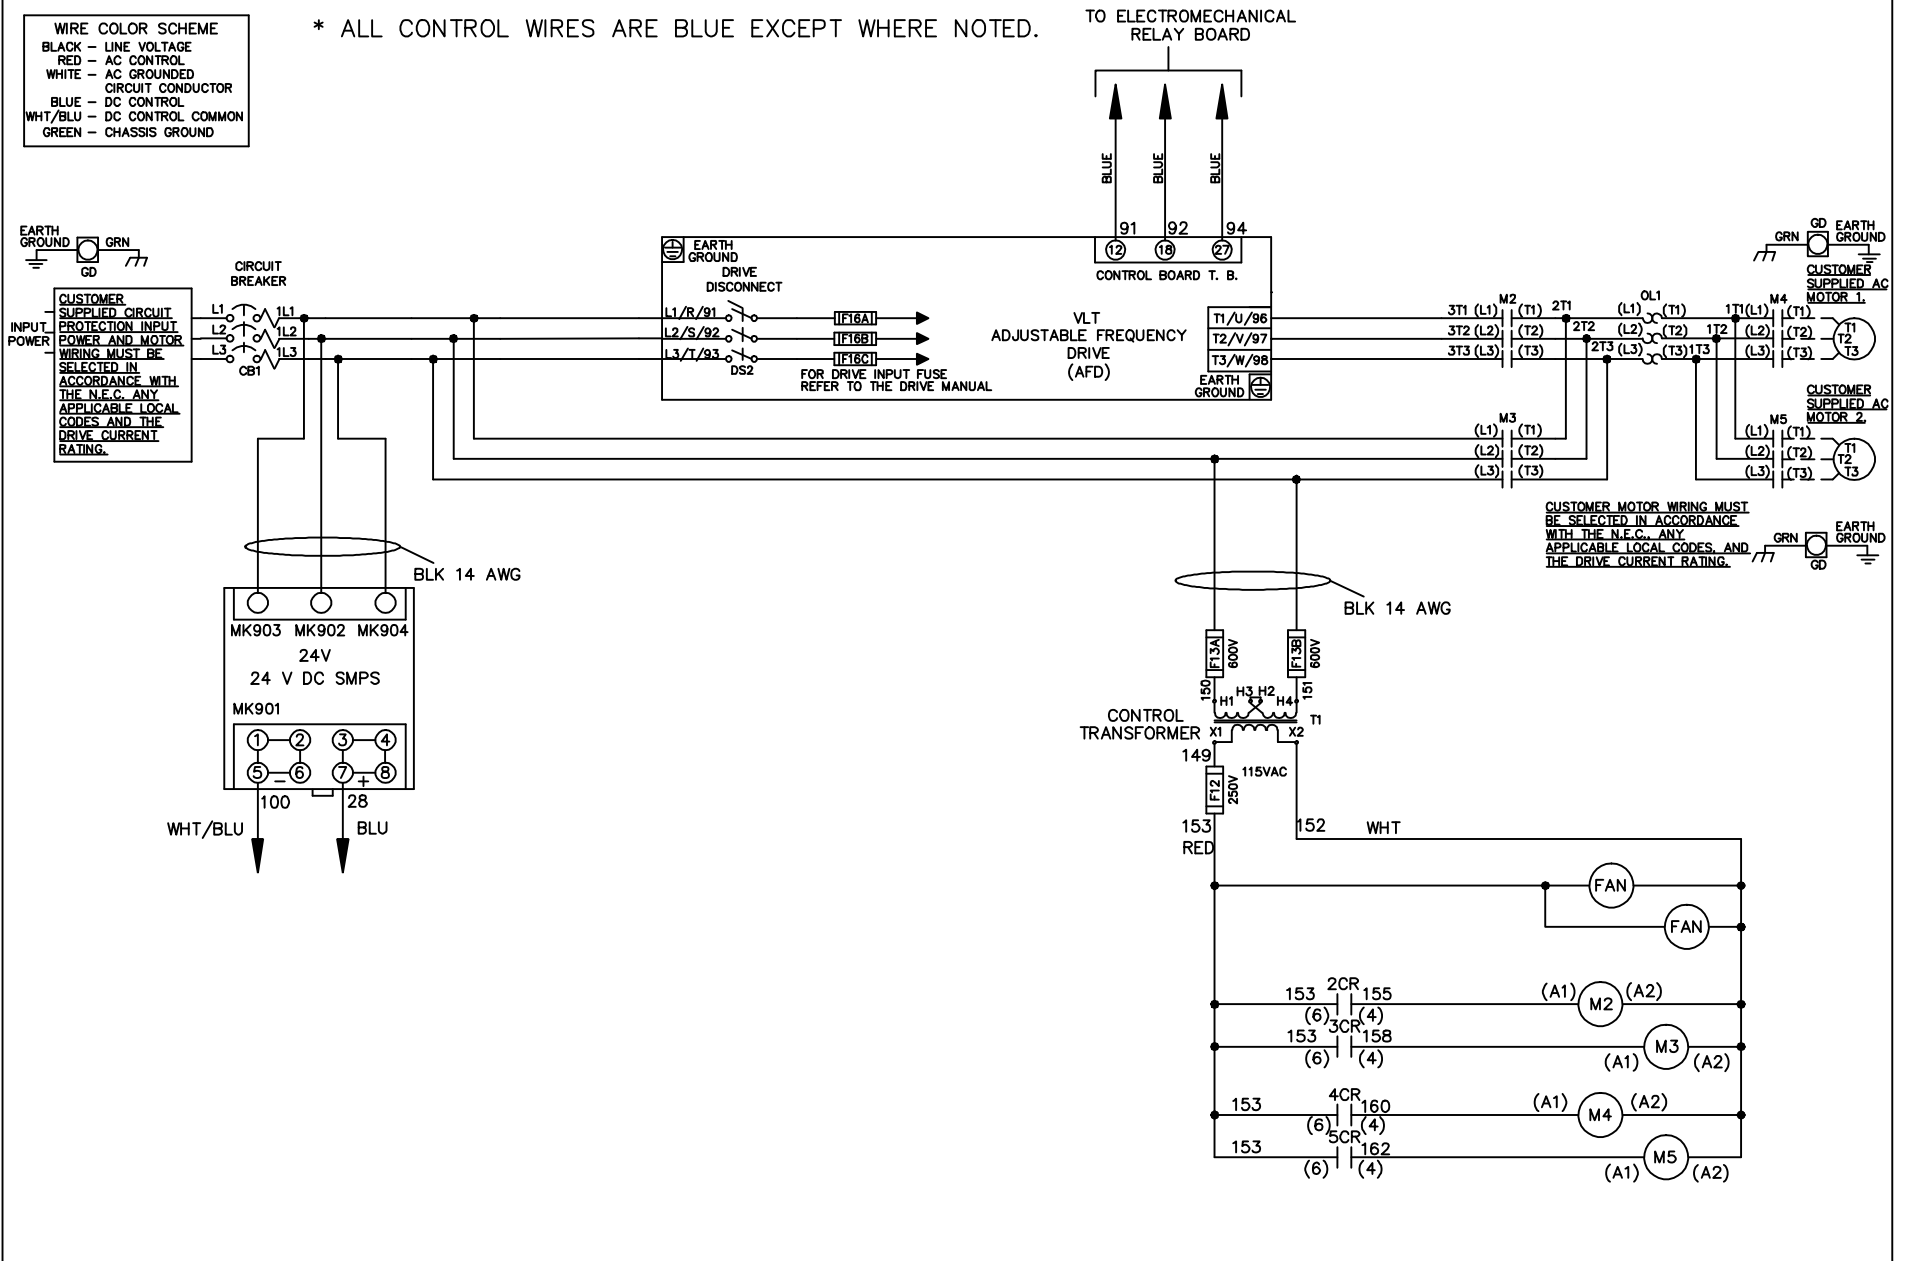 WIRE COLOR SCHEME
BLACK – LINE VOLTAGE
RED – AC CONTROL
WHITE – AC GROUNDED
CIRCUIT CONDUCTOR
BLUE – DC CONTROL
WHT/BLU – DC CONTROL COMMON
GREEN – CHASSIS GROUND
* ALL CONTROL WIRES ARE BLUE EXCEPT WHERE NOTED.
TO ELECTROMECHANICAL
RELAY BOARD
BLUE
BLUE
BLUE
91 92 94
12 18 27
CONTROL BOARD T. B.
EARTH
GROUND
GRN
GD
CIRCUIT
BREAKER
INPUT
POWER
CUSTOMER
SUPPLIED CIRCUIT
PROTECTION INPUT
POWER AND MOTOR
WIRING MUST BE
SELECTED IN
ACCORDANCE WITH
THE N.E.C. ANY
APPLICABLE LOCAL
CODES AND THE
DRIVE CURRENT
RATING.
L1 1L1
L2 1L2
L3 1L3
CB1
EARTH
GROUND
DRIVE
DISCONNECT
L1/R/91
L2/S/92
L3/T/93
DS2
F16A
F16B
F16C
FOR DRIVE INPUT FUSE
REFER TO THE DRIVE MANUAL
VLT
ADJUSTABLE FREQUENCY
DRIVE
(AFD)
T1/U/96
T2/V/97
T3/W/98
EARTH
GROUND
M2
3T1 (L1) (T1) 2T1
3T2 (L2) (T2) 2T2
3T3 (L3) (T3) 2T3
OL1
(L1) (T1) 1T1
(L2) (T2) 1T2
(L3) (T3) 1T3
M4
(L1) (T1)
(L2) (T2)
(L3) (T3)
T1
T2
T3
GD
GRN
EARTH
GROUND
CUSTOMER
SUPPLIED AC
MOTOR 1.
M3
(L1) (T1)
(L2) (T2)
(L3) (T3)
CUSTOMER
SUPPLIED AC
MOTOR 2.
M5
(L1) (T1)
(L2) (T2)
(L3) (T3)
T1
T2
T3
CUSTOMER MOTOR WIRING MUST
BE SELECTED IN ACCORDANCE
WITH THE N.E.C., ANY
APPLICABLE LOCAL CODES, AND
THE DRIVE CURRENT RATING.
GRN
GD
EARTH
GROUND
BLK 14 AWG
MK903 MK902 MK904
24V
24 V DC SMPS
MK901
1 2 3 4
5 – 6 7 + 8
100 28
WHT/BLU BLU
BLK 14 AWG
F13A 600V
F13B 600V
150 151
H1 H3 H2 H4
CONTROL
TRANSFORMER
T1
X1 X2
149
115VAC
F12 250V
153
RED
152 WHT
FAN
FAN
2CR
153 155 (A1) M2 (A2)
(6) (4)
3CR
153 158 M3
(6) (4) (A1) (A2)
4CR
153 160 (A1) M4 (A2)
(6) (4)
5CR
153 162 M5
(6) (4) (A1) (A2)